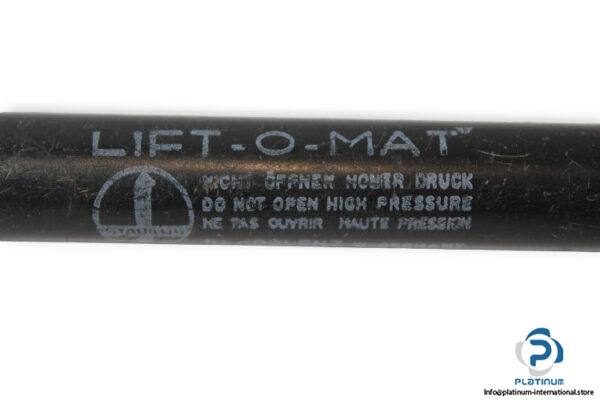 LIFT-O-MAT
STABILUS
NICHT ÖFFNEN HOHER DRUCK
DO NOT OPEN HIGH PRESSURE
NE PAS OUVRIR HAUTE PRESSION
PLATINUM
Info@platinum-international.store